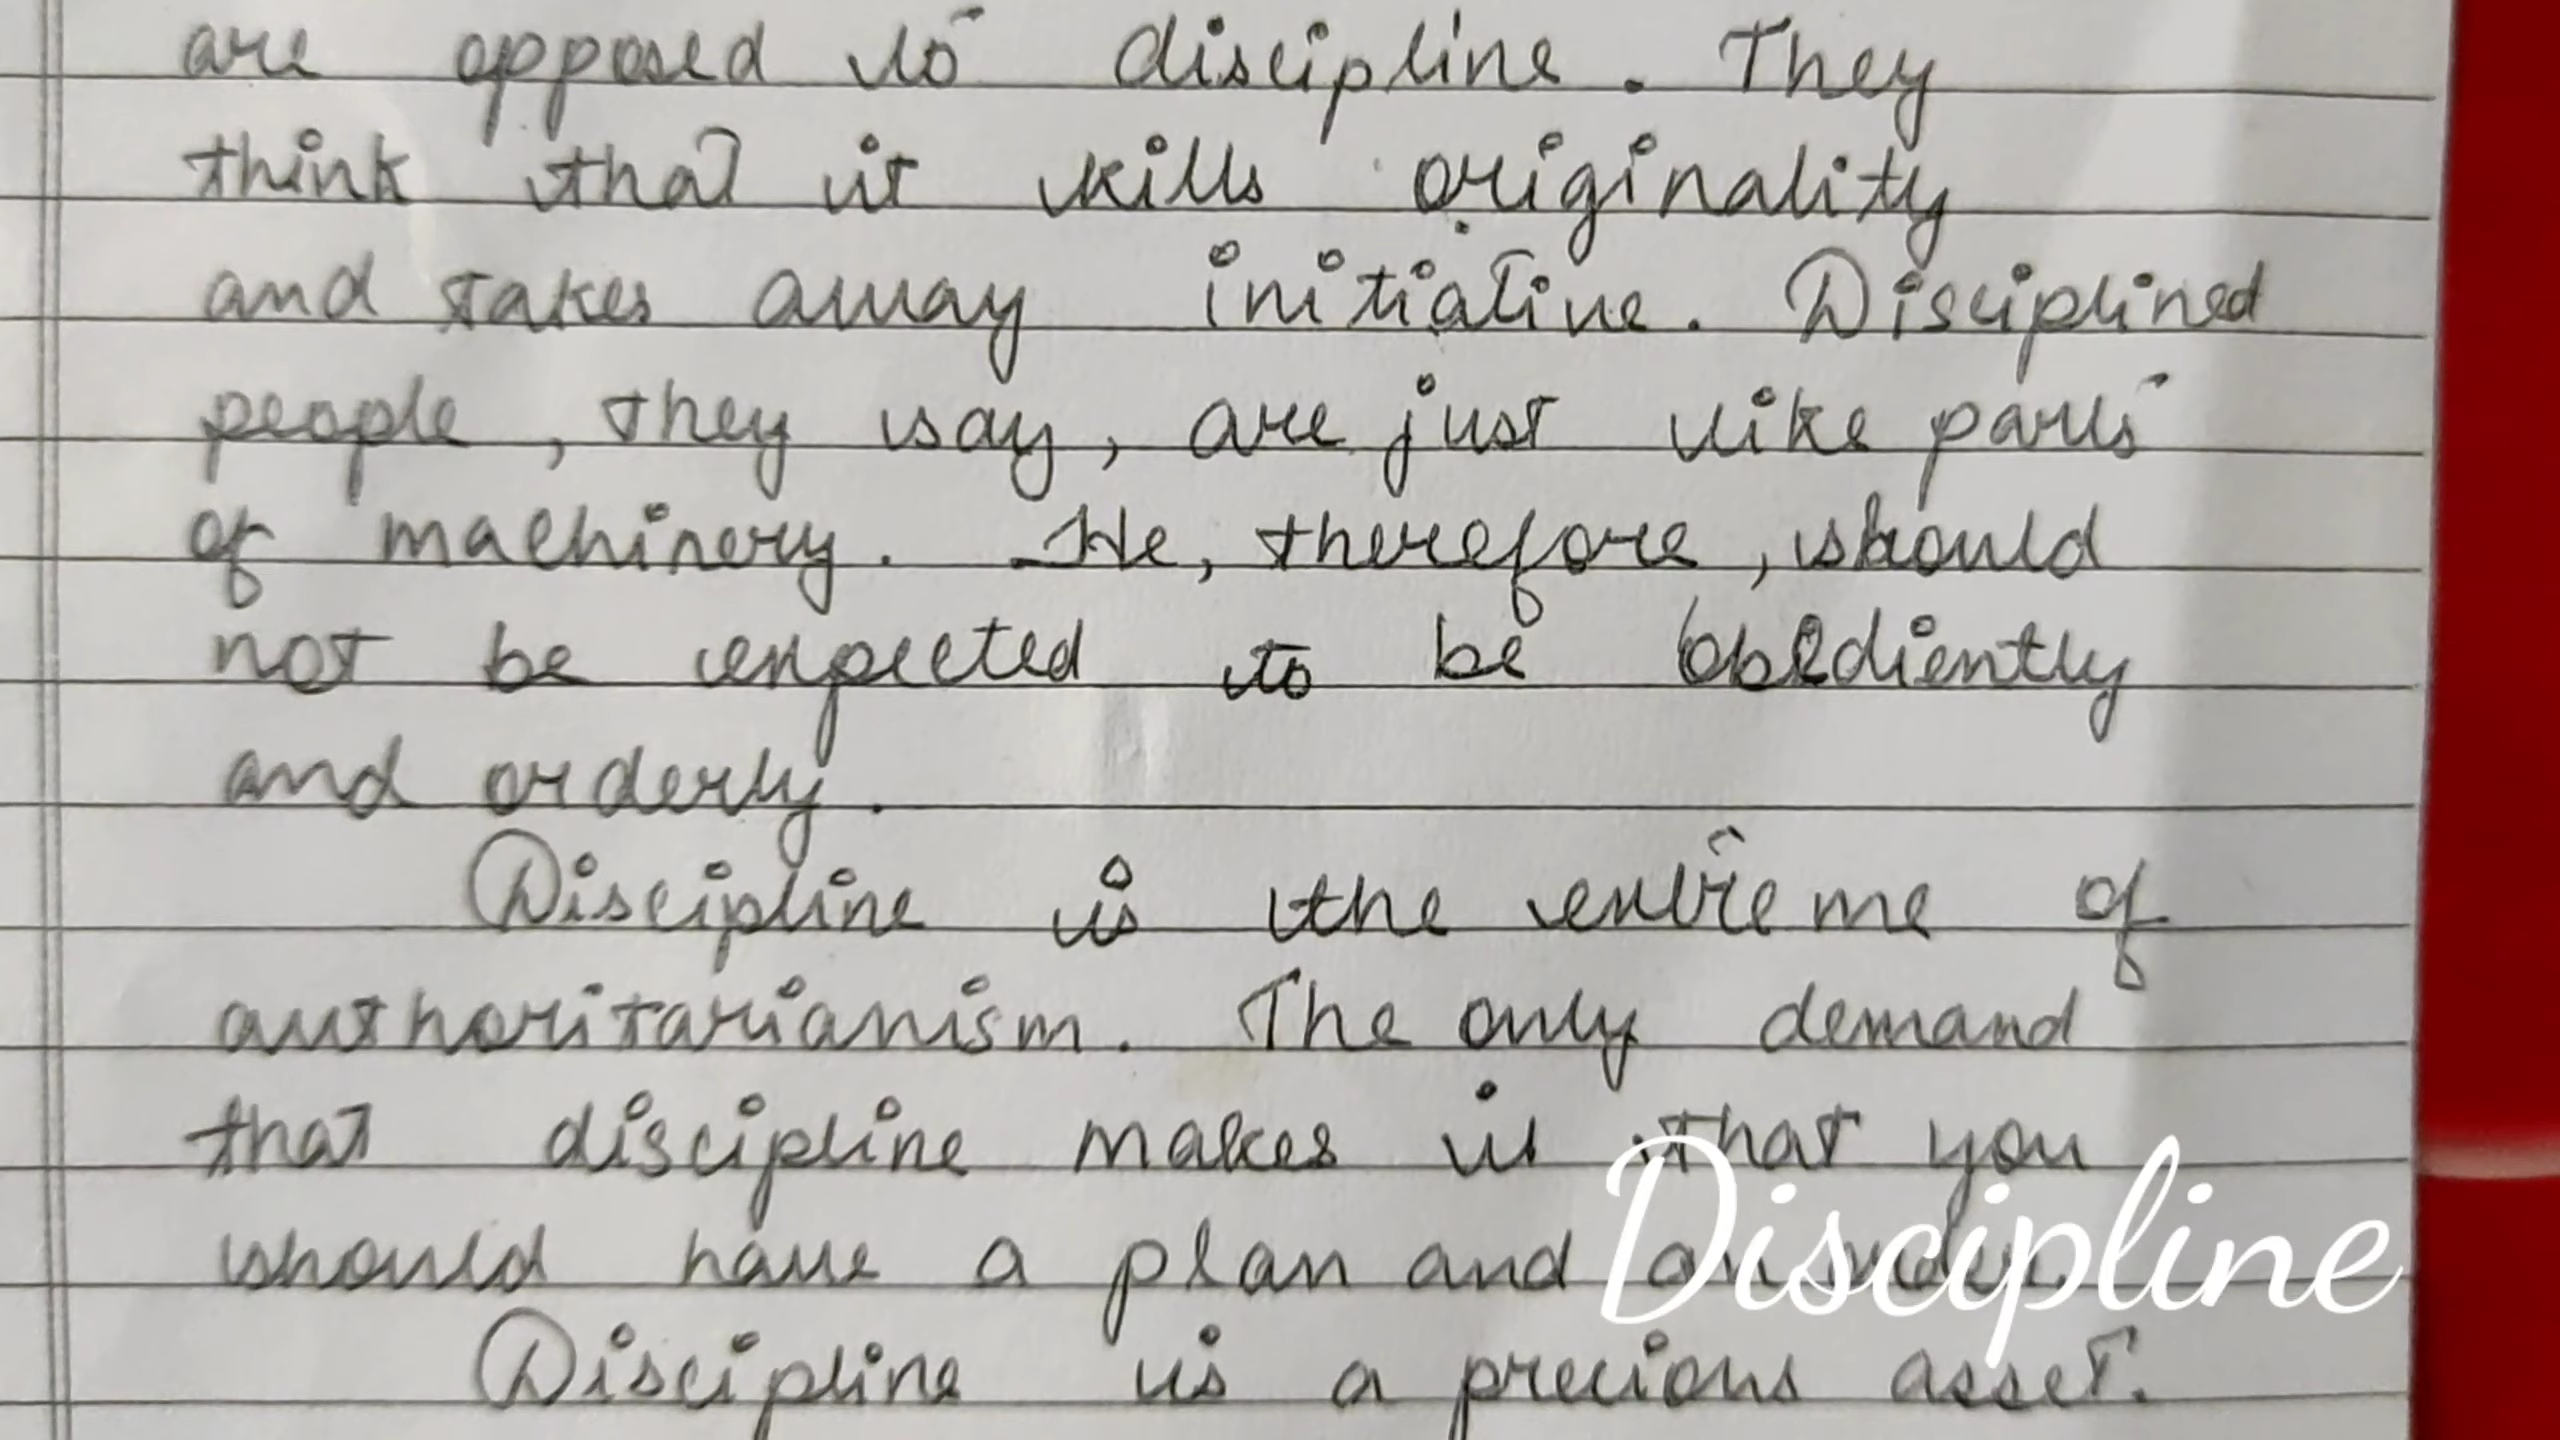 are opposed to discipline. They
think that it kills originality
and takes away initiative. Disciplined
people, they say, are just like parts
of machinery. He, therefore, should
not be expected to be obediently
and orderly.
Discipline is the extreme of
authoritarianism. The only demand
that discipline makes is that you
should have a plan and an order.
Discipline
Discipline is a precious asset.